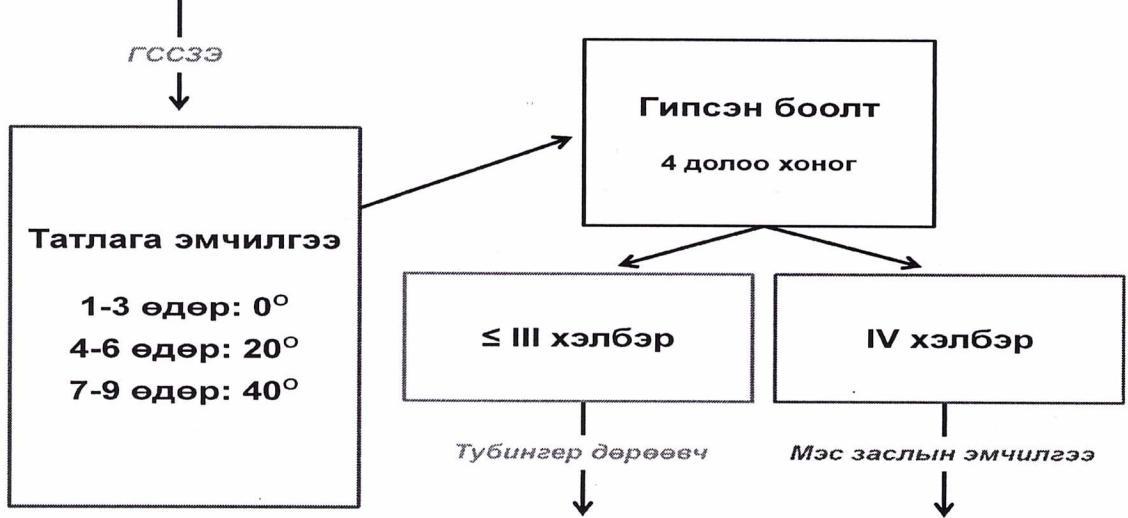 ГССЗЭ
Татлага эмчилгээ
1-3 өдөр: 0°
4-6 өдөр: 20°
7-9 өдөр: 40°
Гипсэн боолт
4 долоо хоног
≤ III хэлбэр
IV хэлбэр
Тубингер дөрөөвч
Мэс заслын эмчилгээ